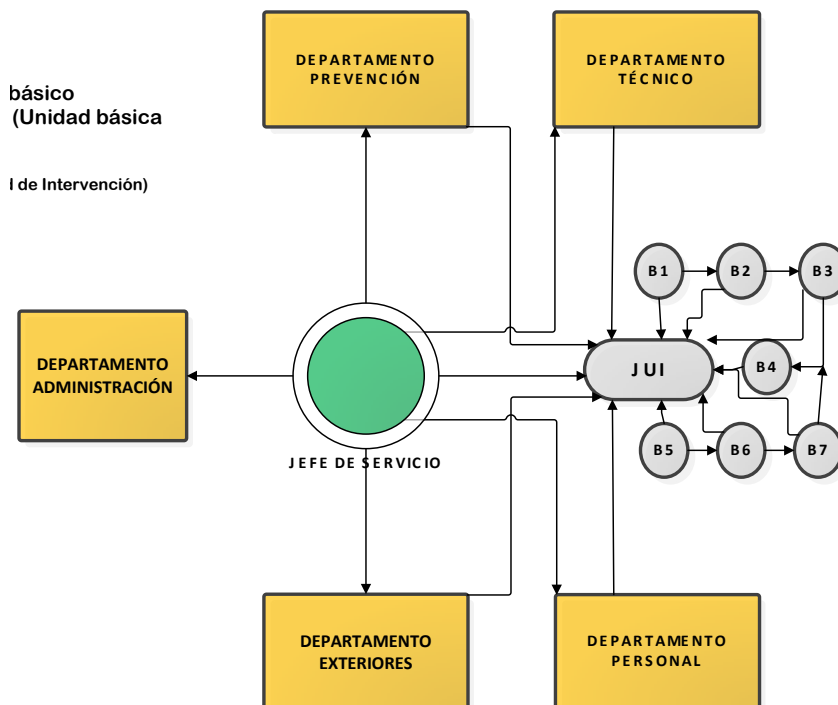 DEPARTAMENTO
PREVENCIÓN
DEPARTAMENTO
TÉCNICO
básico
(Unidad básica
de Intervención)
B1
B2
B3
DEPARTAMENTO
ADMINISTRACIÓN
JUI
B4
B5
B6
B7
JEFE DE SERVICIO
DEPARTAMENTO
EXTERIORES
DEPARTAMENTO
PERSONAL